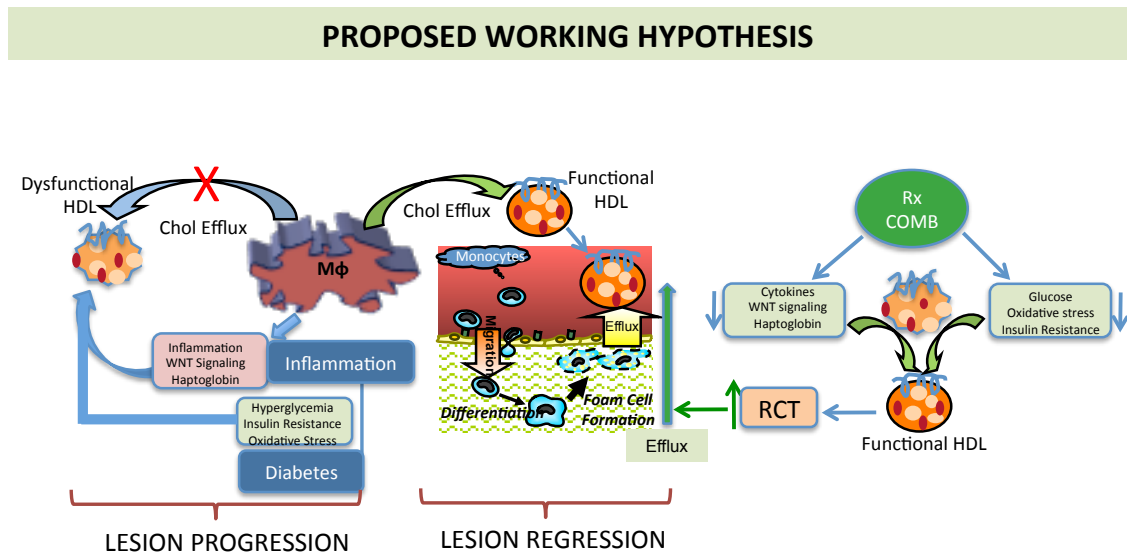 PROPOSED WORKING HYPOTHESIS
Dysfunctional
HDL
Chol Efflux
X
Mϕ
Chol Efflux
Functional
HDL
Inflammation
WNT Signaling
Haptoglobin
Inflammation
Hyperglycemia
Insulin Resistance
Oxidative Stress
Diabetes
LESION PROGRESSION
Monocytes
Migration
Efflux
Differentiation
Foam Cell
Formation
Efflux
LESION REGRESSION
Rx
COMB
Cytokines
WNT signaling
Haptoglobin
Glucose
Oxidative stress
Insulin Resistance
RCT
Functional HDL